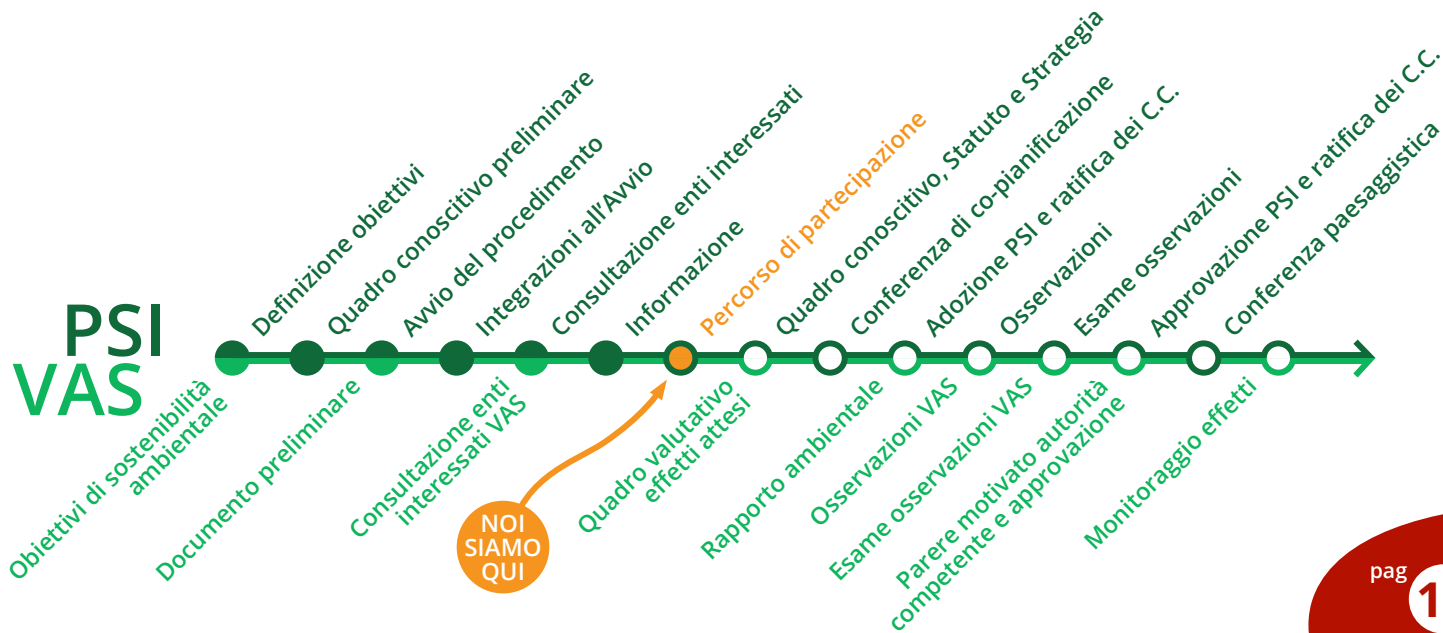 PSI
VAS
Definizione obiettivi
Quadro conoscitivo preliminare
Avvio del procedimento
Integrazioni all'Avvio
Consultazione enti interessati
Informazione
Percorso di partecipazione
Quadro conoscitivo, Statuto e Strategia
Conferenza di co-pianificazione
Adozione PSI e ratifica dei C.C.
Osservazioni
Esame osservazioni
Approvazione PSI e ratifica dei C.C.
Conferenza paesaggistica
Obiettivi di sostenibilità
ambientale
Documento preliminare
Consultazione enti
interessati VAS
NOI
SIAMO
QUI
Quadro valutativo
effetti attesi
Rapporto ambientale
Osservazioni VAS
Esame osservazioni VAS
Parere motivato autorità
competente e approvazione
Monitoraggio effetti
pag
1